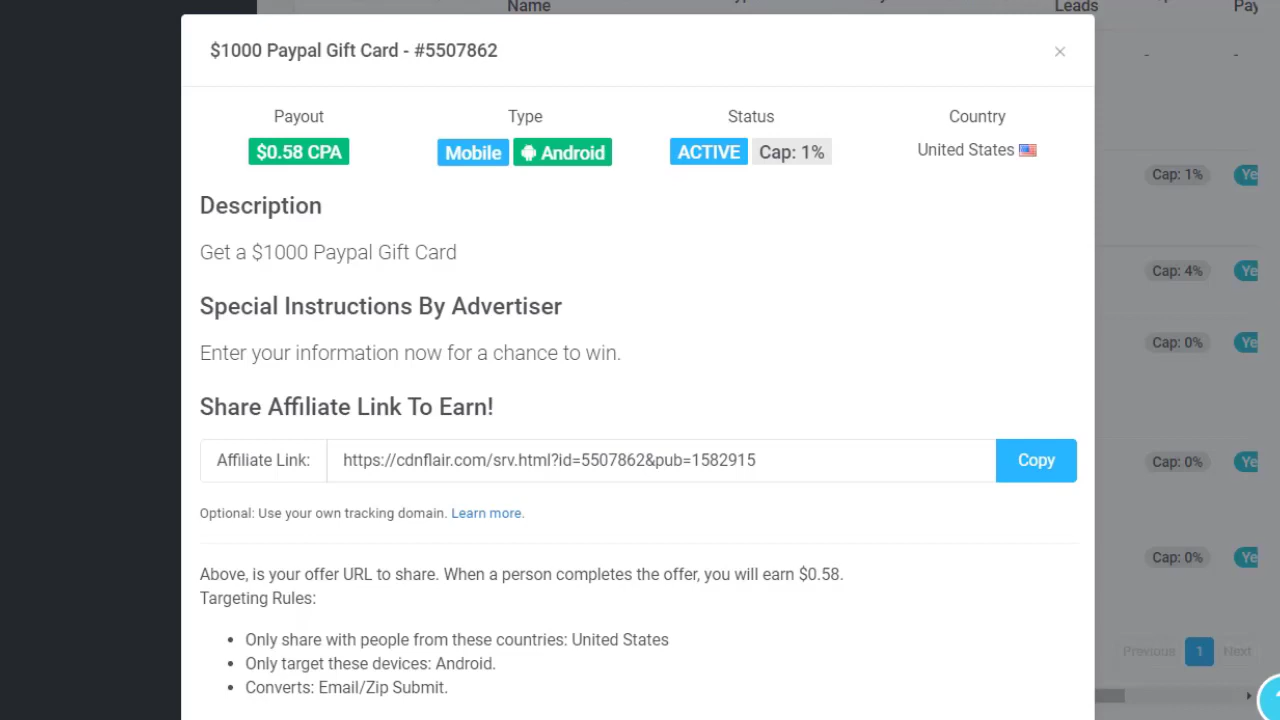 Name
Leads
Pay
$1000 Paypal Gift Card - #5507862
×
Payout
Type
Status
Country
$0.58 CPA
Mobile
Android
ACTIVE
Cap: 1%
United States
Description
Get a $1000 Paypal Gift Card
Special Instructions By Advertiser
Enter your information now for a chance to win.
Share Affiliate Link To Earn!
Affiliate Link:
https://cdnflair.com/srv.html?id=5507862&pub=1582915
Copy
Optional: Use your own tracking domain. Learn more.
Above, is your offer URL to share. When a person completes the offer, you will earn $0.58.
Targeting Rules:
• Only share with people from these countries: United States
• Only target these devices: Android.
• Converts: Email/Zip Submit.
- -
Cap: 1% Ye
Cap: 4% Ye
Cap: 0% Ye
Cap: 0% Ye
Cap: 0% Ye
Previous 1 Next